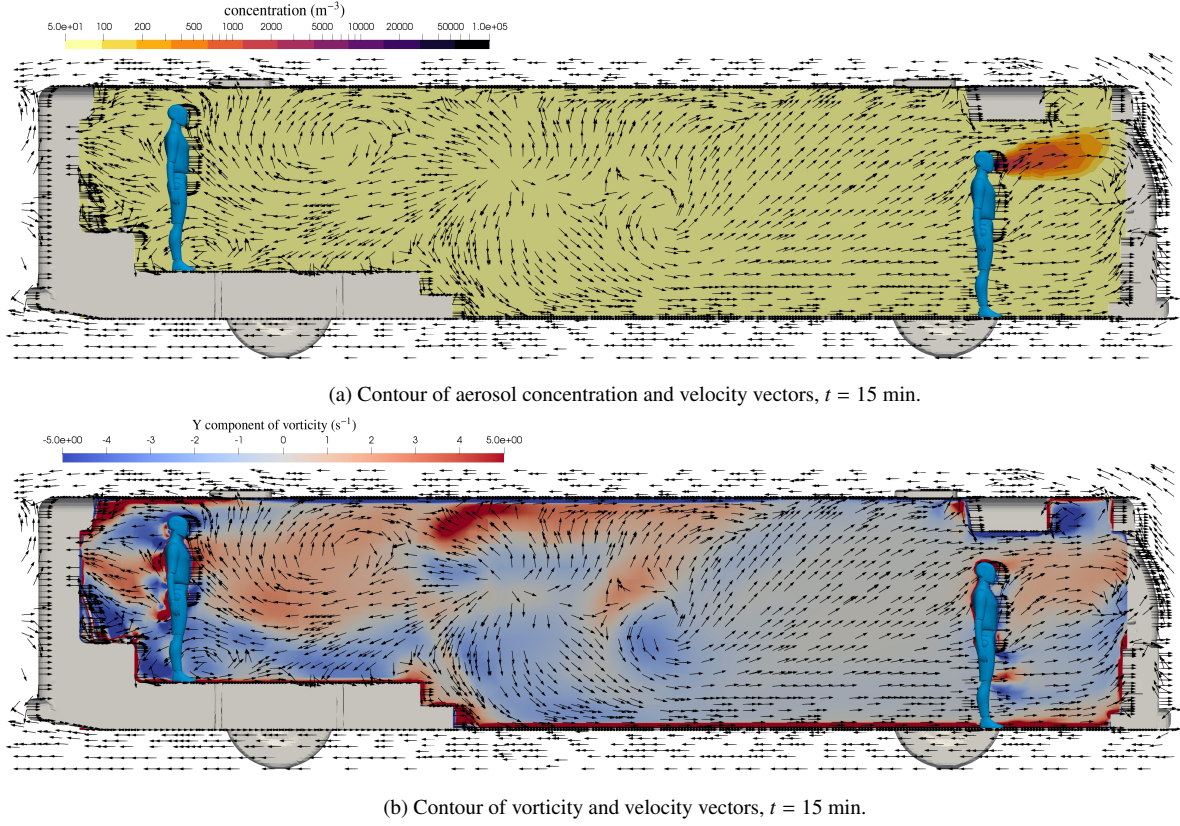 concentration (m⁻³)
5.0e+01 100 200 500 1000 2000 5000 10000 20000 50000 1.0e+05
(a) Contour of aerosol concentration and velocity vectors, t = 15 min.
Y component of vorticity (s⁻¹)
-5.0e+00 -4 -3 -2 -1 0 1 2 3 4 5.0e+00
(b) Contour of vorticity and velocity vectors, t = 15 min.